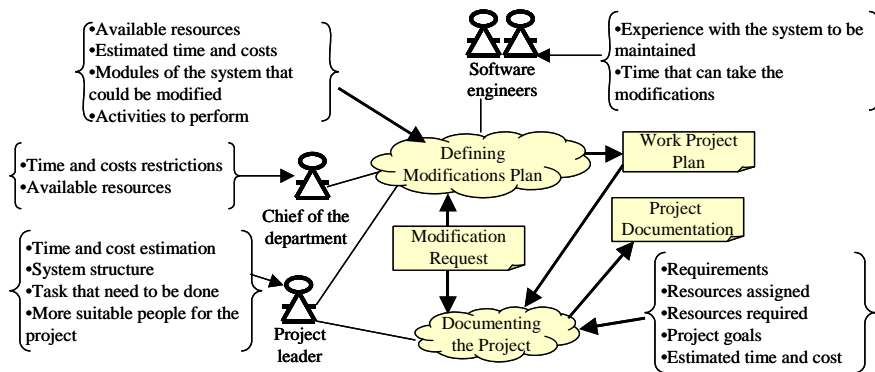 •Available resources
•Estimated time and costs
•Modules of the system that
could be modified
•Activities to perform
Software
engineers
•Experience with the system to be
maintained
•Time that can take the
modifications
Defining
Modifications Plan
Work Project
Plan
•Time and costs restrictions
•Available resources
Chief of the
department
Project
Documentation
Modification
Request
•Time and cost estimation
•System structure
•Task that need to be done
•More suitable people for the
project
Project
leader
Documenting
the Project
•Requirements
•Resources assigned
•Resources required
•Project goals
•Estimated time and cost